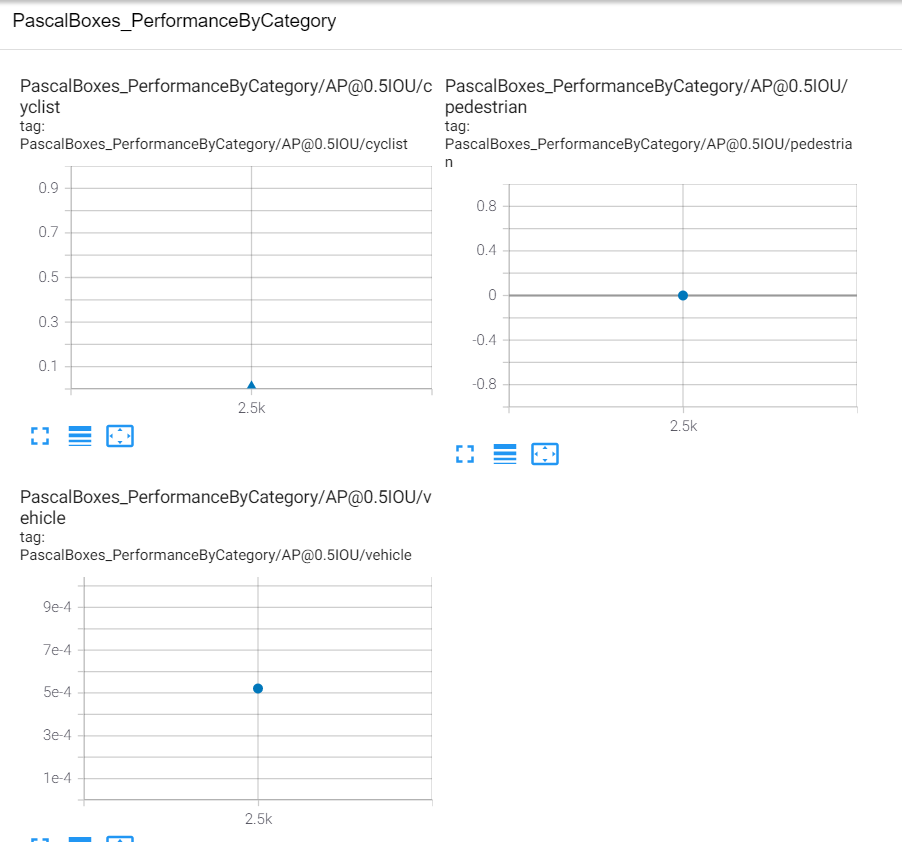 PascalBoxes_PerformanceByCategory
PascalBoxes_PerformanceByCategory/AP@0.5IOU/c
yclist
tag:
PascalBoxes_PerformanceByCategory/AP@0.5IOU/cyclist
0.9
0.7
0.5
0.3
0.1
2.5k
PascalBoxes_PerformanceByCategory/AP@0.5IOU/
pedestrian
tag:
PascalBoxes_PerformanceByCategory/AP@0.5IOU/pedestria
n
0.8
0.4
0
-0.4
-0.8
2.5k
PascalBoxes_PerformanceByCategory/AP@0.5IOU/v
ehicle
tag:
PascalBoxes_PerformanceByCategory/AP@0.5IOU/vehicle
9e-4
7e-4
5e-4
3e-4
1e-4
2.5k